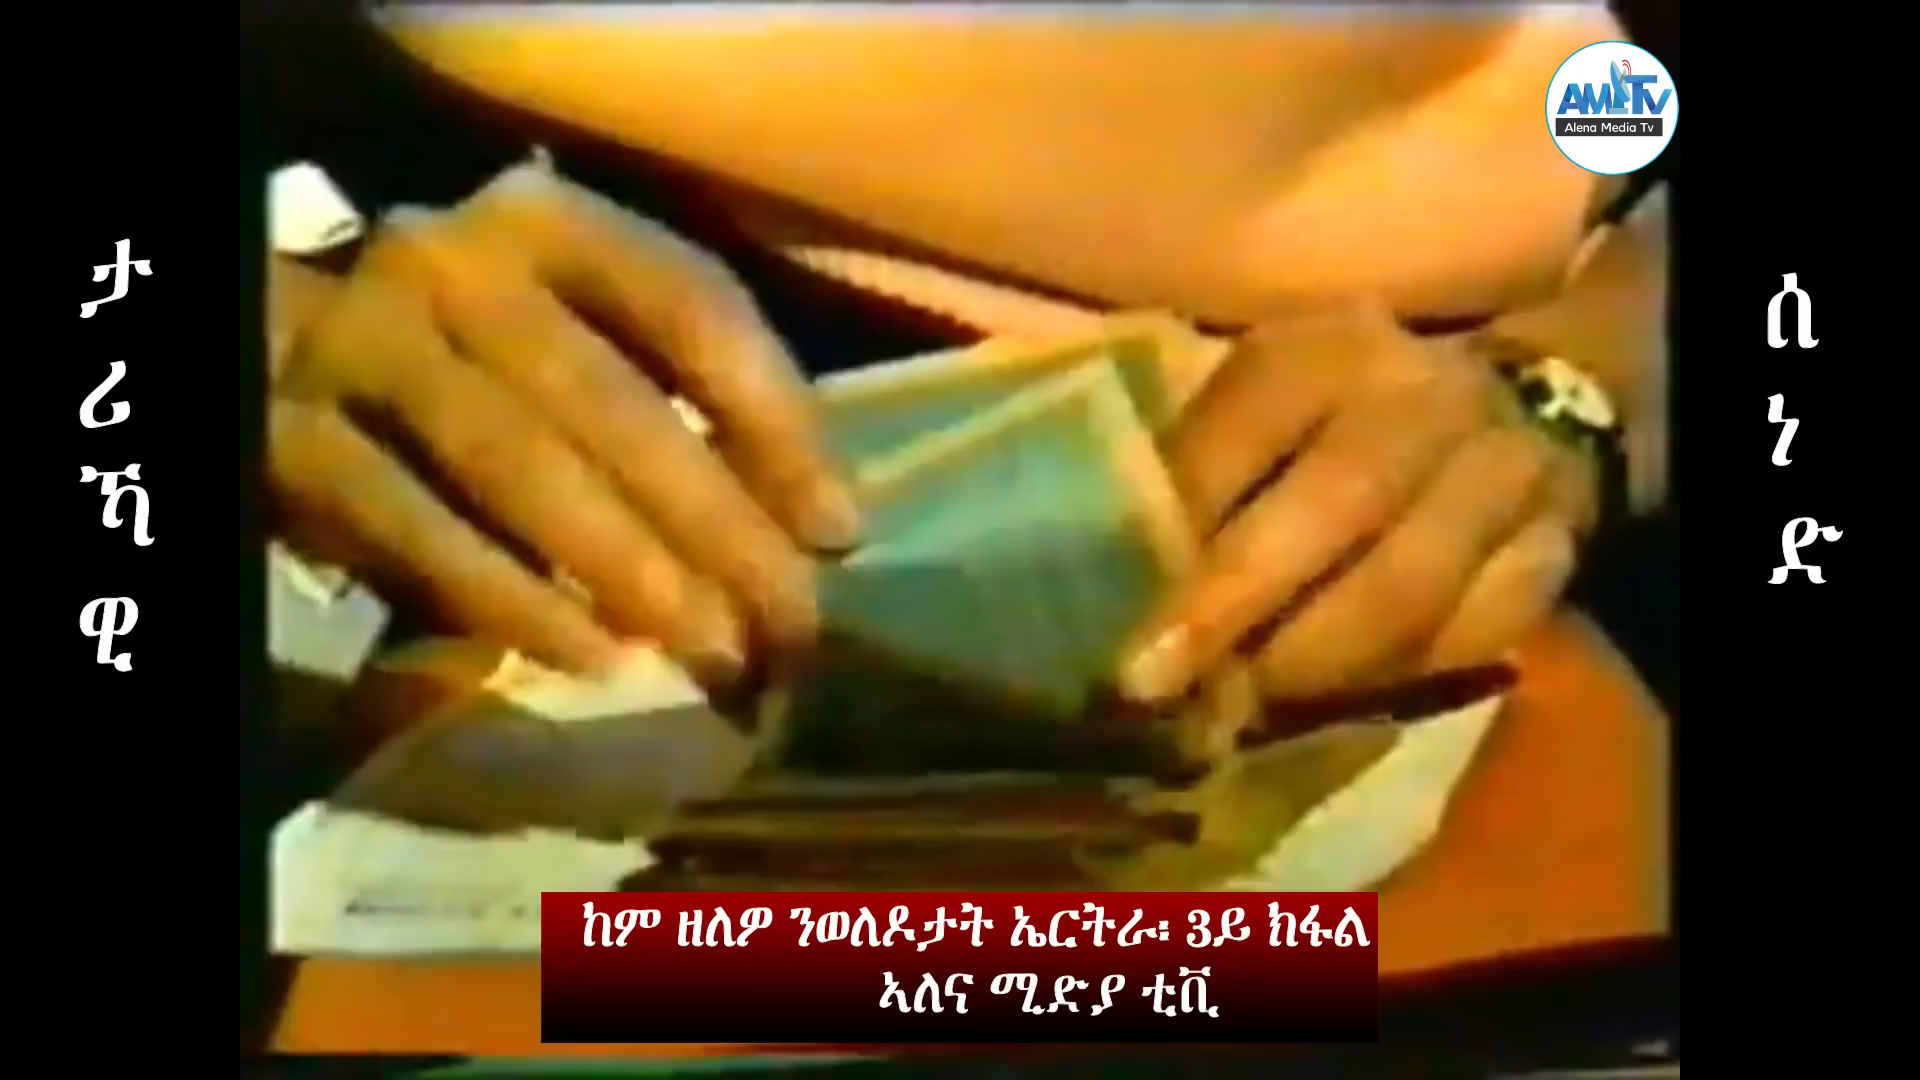 AMTV
Alena Media Tv
ታሪኻዊ
ሰነድ
ከም ዘለዎ ንወለዶታት ኤርትራ፡ 3ይ ክፋል
ኣለና ሚድያ ቲቪ